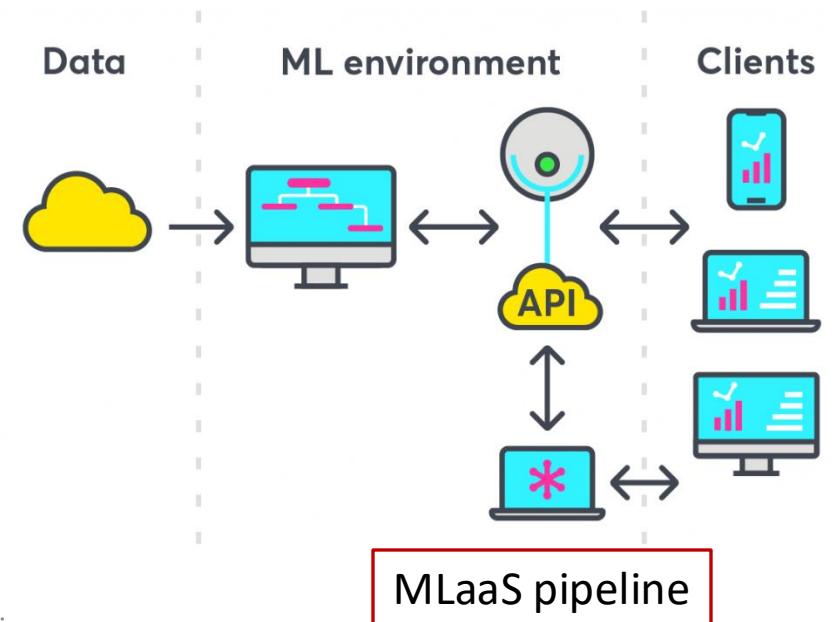 Data
ML environment
Clients
API
MLaaS pipeline